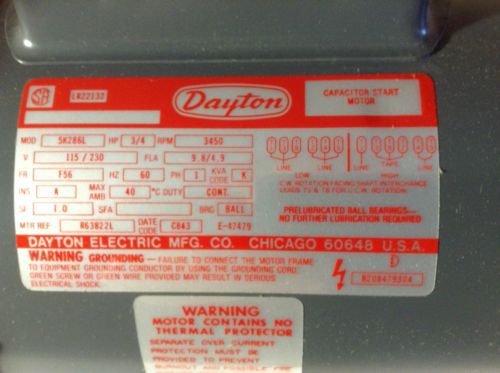 SA
LR22132
Dayton
CAPACITOR START
MOTOR
MOD 5K286L HP 3/4 RPM 3450
V 115/230 FLA 9.8/4.9
FR F56 HZ 60 PH 1 KVA CODE K
INS A MAX AMB 40 °C DUTY CONT.
SF 1.0 SFA BRG BALL
MTR REF R63822L DATE CODE C843 E-47479
LINE LINE LINE TAPE LINE
LOW HIGH
C.W. ROTATION FACING SHAFT INTERCHANGE
LEADS T5 & T8 FOR C.C.W. ROTATION
PRELUBRICATED BALL BEARINGS-
NO FURTHER LUBRICATION REQUIRED
DAYTON ELECTRIC MFG. CO. CHICAGO 60648 U.S.A.
WARNING GROUNDING — FAILURE TO CONNECT THE MOTOR FRAME
TO EQUIPMENT GROUNDING CONDUCTOR BY USING THE GROUNDING CORD,
GREEN SCREW OR GREEN WIRE PROVIDED MAY RESULT IN SERIOUS
ELECTRICAL SHOCK.
WARNING
MOTOR CONTAINS NO
THERMAL PROTECTOR
SEPARATE OVER CURRENT
PROTECTION MUST BE
PROVIDED TO PREVENT
BURNOUT AND POSSIBLE FIRE